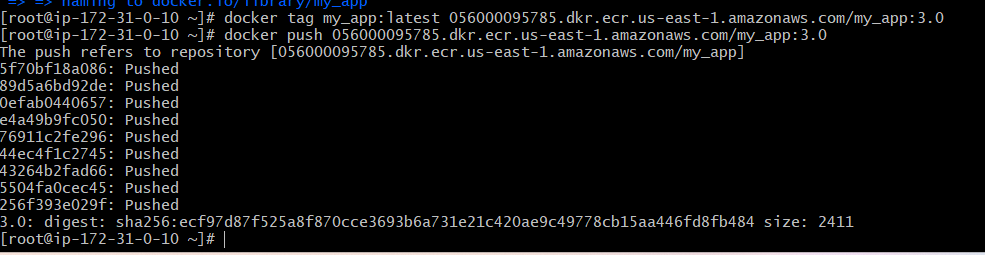 => => naming to docker.io/library/my_app
[root@ip-172-31-0-10 ~]# docker tag my_app:latest 056000095785.dkr.ecr.us-east-1.amazonaws.com/my_app:3.0
[root@ip-172-31-0-10 ~]# docker push 056000095785.dkr.ecr.us-east-1.amazonaws.com/my_app:3.0
The push refers to repository [056000095785.dkr.ecr.us-east-1.amazonaws.com/my_app]
5f70bf18a086: Pushed
89d5a6bd92de: Pushed
0efab0440657: Pushed
e4a49b9fc050: Pushed
76911c2fe296: Pushed
44ec4f1c2745: Pushed
43264b2fad66: Pushed
5504fa0cec45: Pushed
256f393e029f: Pushed
3.0: digest: sha256:ecf97d87f525a8f870cce3693b6a731e21c420ae9c49778cb15aa446fd8fb484 size: 2411
[root@ip-172-31-0-10 ~]#